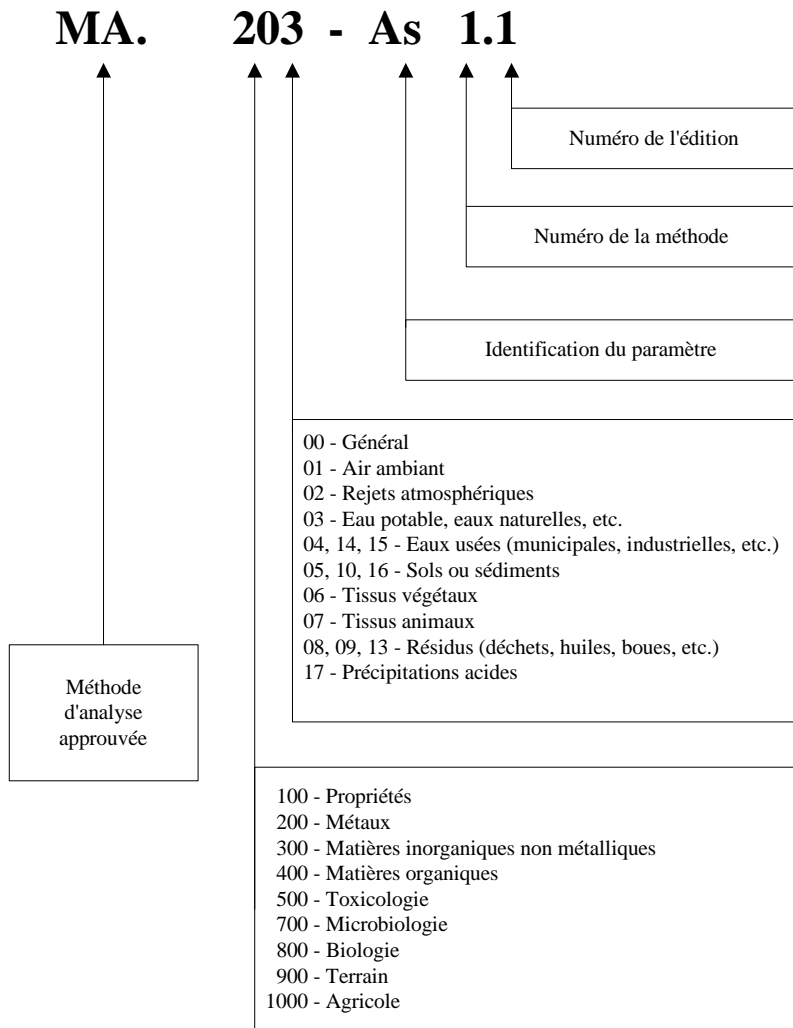 MA. 203 - As 1.1
Numéro de l'édition
Numéro de la méthode
Identification du paramètre
00 - Général
01 - Air ambiant
02 - Rejets atmosphériques
03 - Eau potable, eaux naturelles, etc.
04, 14, 15 - Eaux usées (municipales, industrielles, etc.)
05, 10, 16 - Sols ou sédiments
06 - Tissus végétaux
07 - Tissus animaux
08, 09, 13 - Résidus (déchets, huiles, boues, etc.)
17 - Précipitations acides
Méthode
d'analyse
approuvée
100 - Propriétés
200 - Métaux
300 - Matières inorganiques non métalliques
400 - Matières organiques
500 - Toxicologie
700 - Microbiologie
800 - Biologie
900 - Terrain
1000 - Agricole